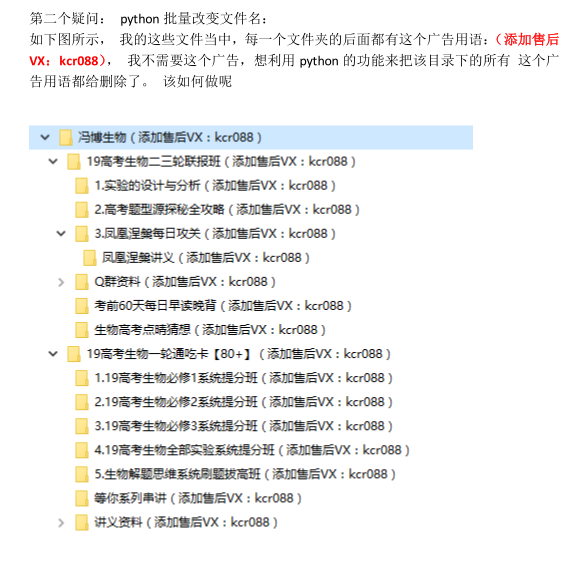 第二个疑问： python 批量改变文件名：
如下图所示， 我的这些文件当中，每一个文件夹的后面都有这个广告用语：（添加售后
VX：kcr088）， 我不需要这个广告，想利用 python 的功能来把该目录下的所有 这个广
告用语都给删除了。 该如何做呢
冯博生物（添加售后VX：kcr088）
19高考生物二三轮联报班（添加售后VX：kcr088）
1.实验的设计与分析（添加售后VX：kcr088）
2.高考题型源探秘全攻略（添加售后VX：kcr088）
3.凤凰涅槃每日攻关（添加售后VX：kcr088）
凤凰涅槃讲义（添加售后VX：kcr088）
Q群资料（添加售后VX：kcr088）
考前60天每日早读晚背（添加售后VX：kcr088）
生物高考点睛猜想（添加售后VX：kcr088）
19高考生物一轮通吃卡【80+】（添加售后VX：kcr088）
1.19高考生物必修1系统提分班（添加售后VX：kcr088）
2.19高考生物必修2系统提分班（添加售后VX：kcr088）
3.19高考生物必修3系统提分班（添加售后VX：kcr088）
4.19高考生物全部实验系统提分班（添加售后VX：kcr088）
5.生物解题思维系统刷题拔高班（添加售后VX：kcr088）
等你系列串讲（添加售后VX：kcr088）
讲义资料（添加售后VX：kcr088）